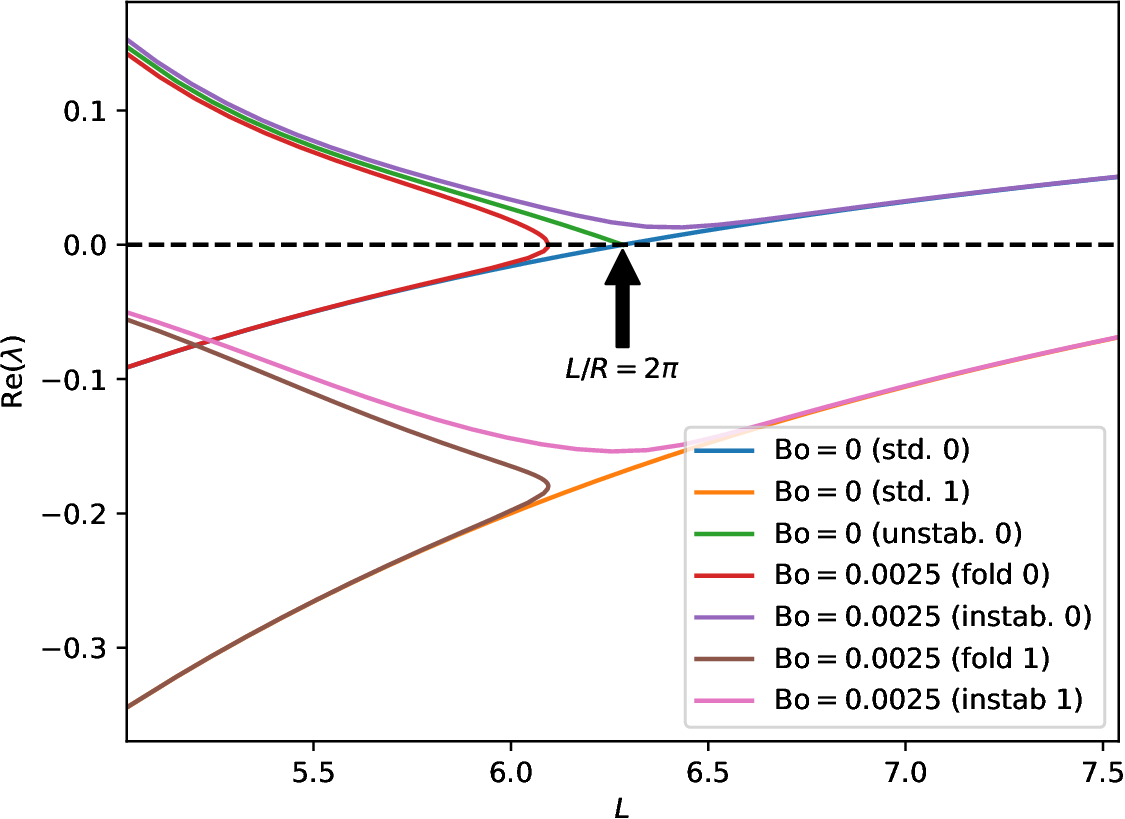 0.1
0.0
−0.1
−0.2
−0.3
Re(λ)
L/R = 2π
Bo = 0 (std. 0)
Bo = 0 (std. 1)
Bo = 0 (unstab. 0)
Bo = 0.0025 (fold 0)
Bo = 0.0025 (instab. 0)
Bo = 0.0025 (fold 1)
Bo = 0.0025 (instab 1)
5.5 6.0 6.5 7.0 7.5
L